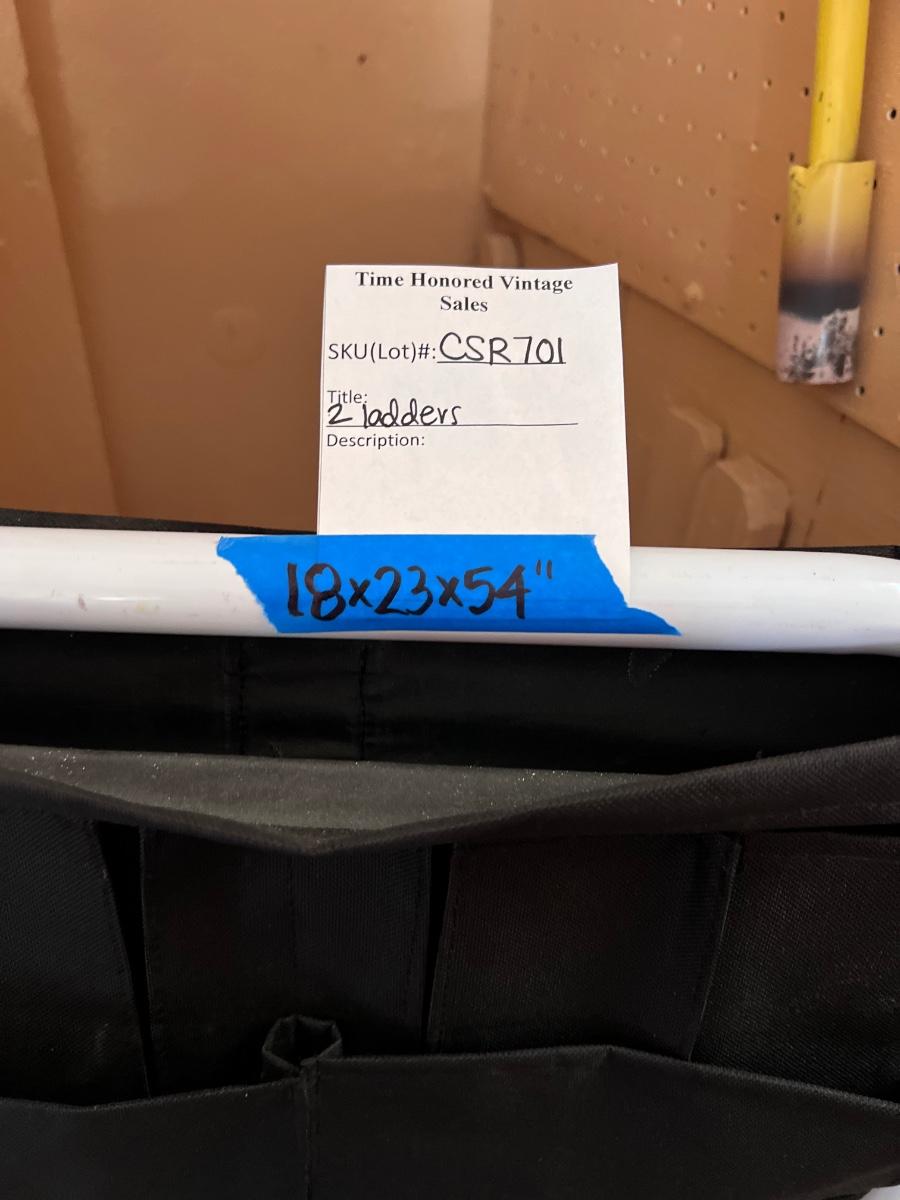 Time Honored Vintage
Sales
SKU(Lot)#: CSR701
Title:
2 ladders
Description:
18x23x54"